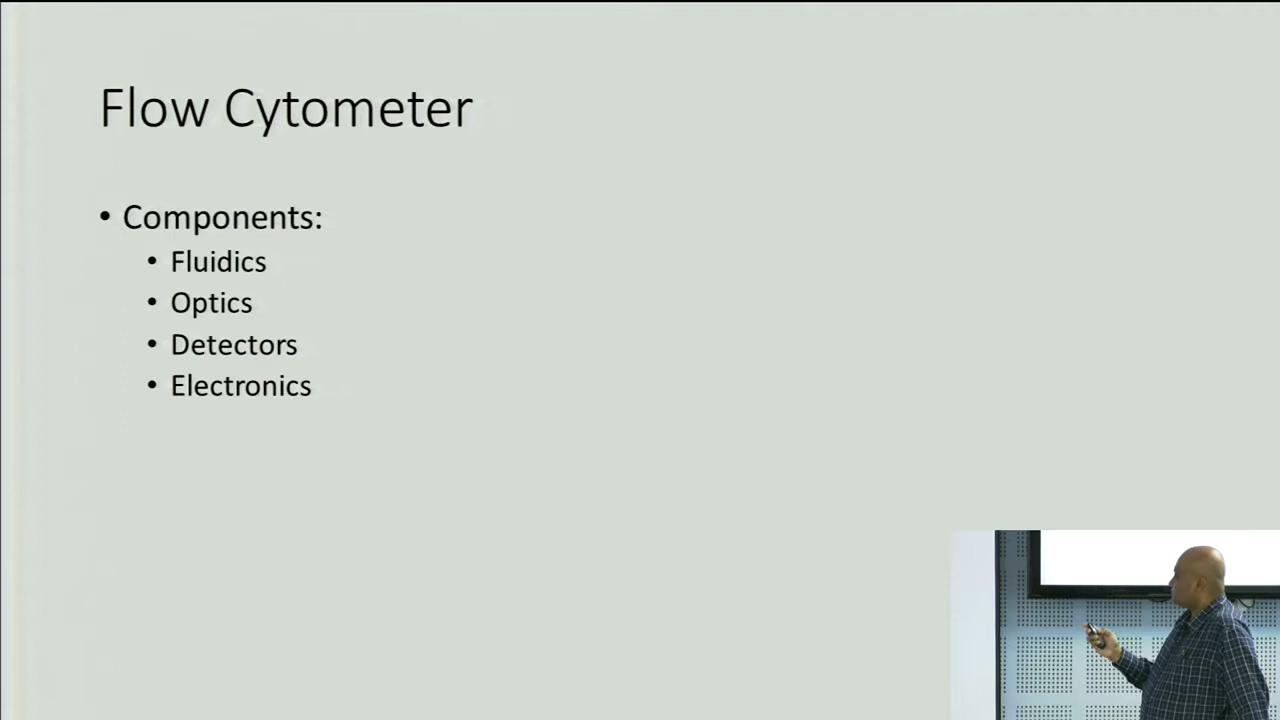 Flow Cytometer
• Components:
• Fluidics
• Optics
• Detectors
• Electronics